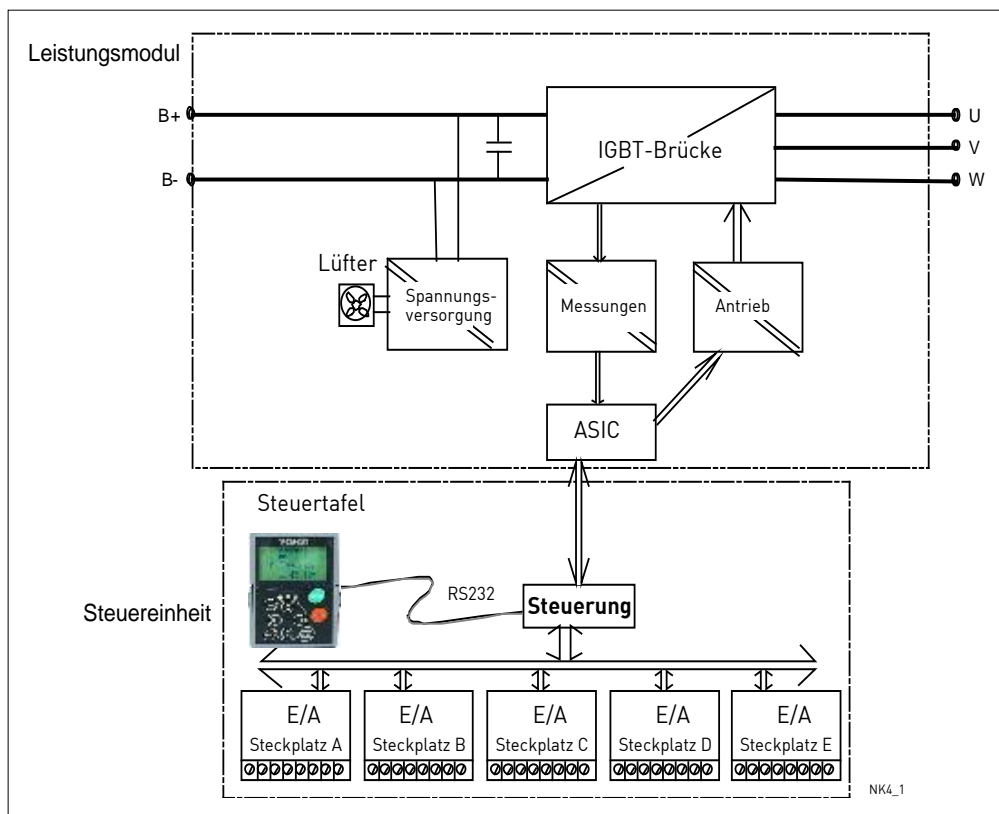 Leistungsmodul
B+
B-
IGBT-Brücke
U
V
W
Lüfter
Spannungs-
versorgung
Messungen
Antrieb
ASIC
Steuertafel
RS232
Steuerung
Steuereinheit
E/A
Steckplatz A
E/A
Steckplatz B
E/A
Steckplatz C
E/A
Steckplatz D
E/A
Steckplatz E
NK4_1